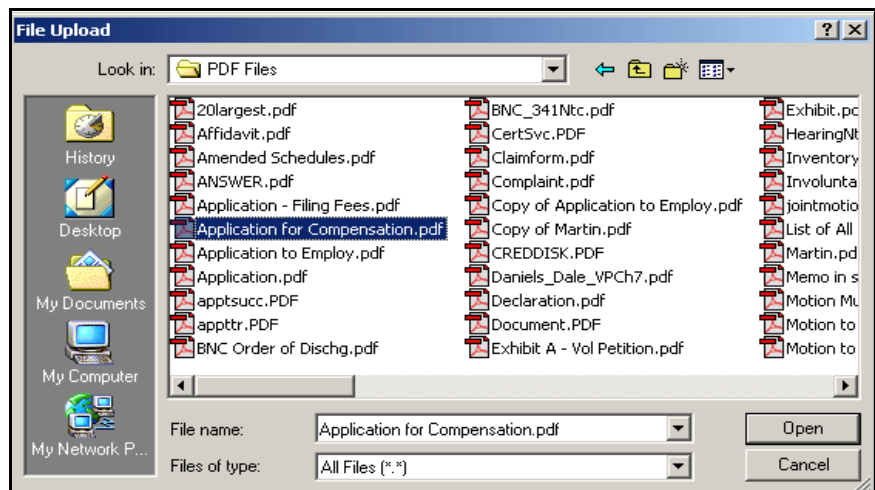 File Upload
Look in:
PDF Files
History
Desktop
My Documents
My Computer
My Network P...
20largest.pdf
Affidavit.pdf
Amended Schedules.pdf
ANSWER.pdf
Application - Filing Fees.pdf
Application for Compensation.pdf
Application to Employ.pdf
Application.pdf
apptsucc.PDF
appttr.PDF
BNC Order of Dischg.pdf
BNC_341Ntc.pdf
CertSvc.PDF
Claimform.pdf
Complaint.pdf
Copy of Application to Employ.pdf
Copy of Martin.pdf
CREDDISK.PDF
Daniels_Dale_VPCh7.pdf
Declaration.pdf
Document.PDF
Exhibit A - Vol Petition.pdf
Exhibit.pc
HearingNt
Inventory
Involunta
jointmotio
List of All
Martin.pd
Memo in s
Motion Mu
Motion to
Motion to
File name:
Application for Compensation.pdf
Open
Files of type:
All Files (*.*)
Cancel